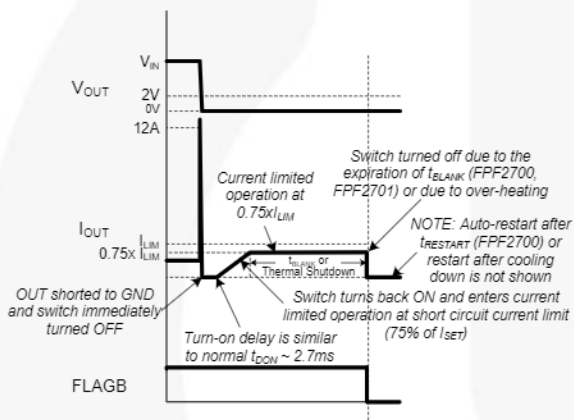 VIN
VOUT
2V
0V
12A
Switch turned off due to the
expiration of tBLANK (FPF2700,
FPF2701) or due to over-heating
Current limited
operation at
0.75xILIM
IOUT
ILIM
0.75x ILIM
NOTE: Auto-restart after
tRESTART (FPF2700) or
restart after cooling
down is not shown
tBLANK or
Thermal Shutdown
OUT shorted to GND
and switch immediately
turned OFF
Switch turns back ON and enters current
limited operation at short circuit current limit
(75% of ISET)
Turn-on delay is similar
to normal tDON ~ 2.7ms
FLAGB